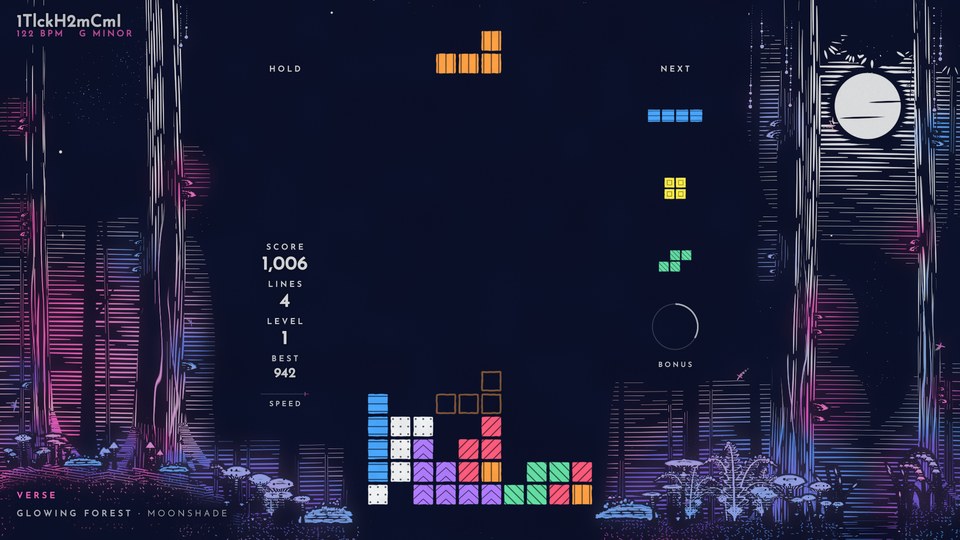 1TlckH2mCmI
122 BPM G MINOR
HOLD
NEXT
SCORE
1,006
LINES
4
LEVEL
1
BEST
942
SPEED
BONUS
VERSE
GLOWING FOREST · MOONSHADE